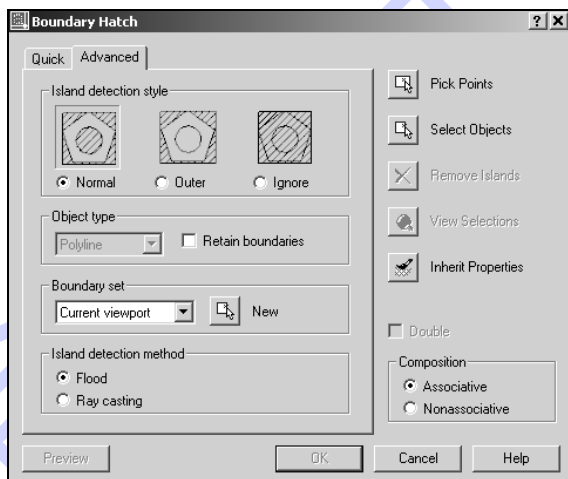 Boundary Hatch
Quick
Advanced
Island detection style
Normal
Outer
Ignore
Object type
Polyline
Retain boundaries
Boundary set
Current viewport
New
Island detection method
Flood
Ray casting
Pick Points
Select Objects
Remove Islands
View Selections
Inherit Properties
Double
Composition
Associative
Nonassociative
Preview
OK
Cancel
Help